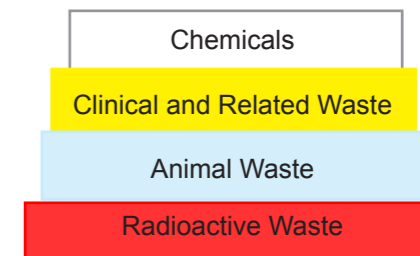 Chemicals
Clinical and Related Waste
Animal Waste
Radioactive Waste